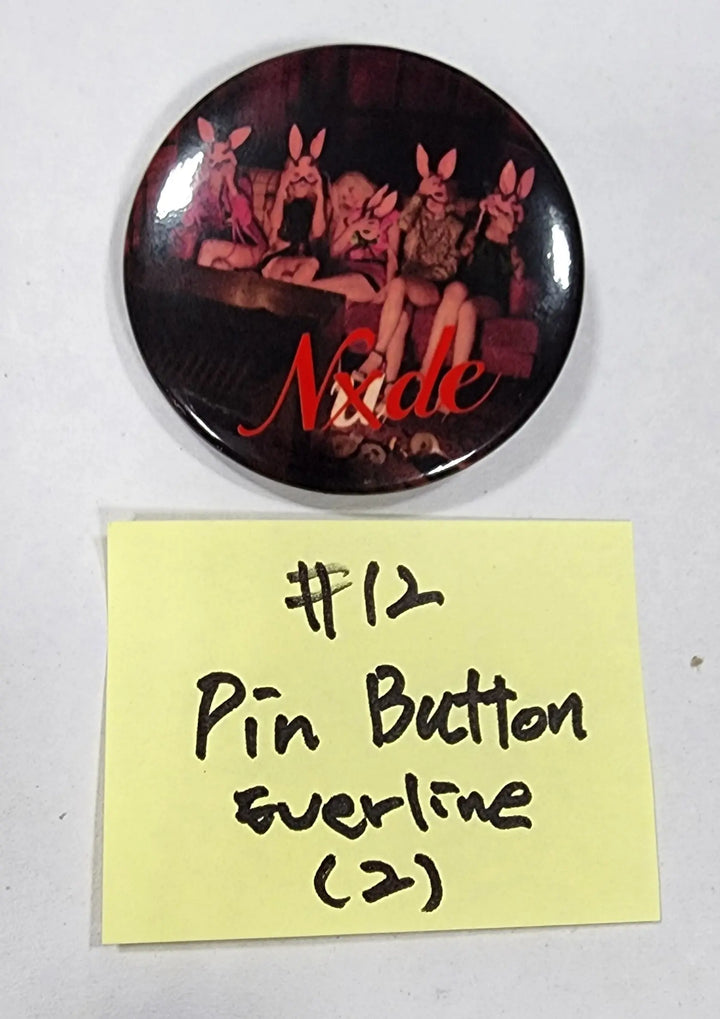 Nxde
#12
Pin Button
everline
(2)